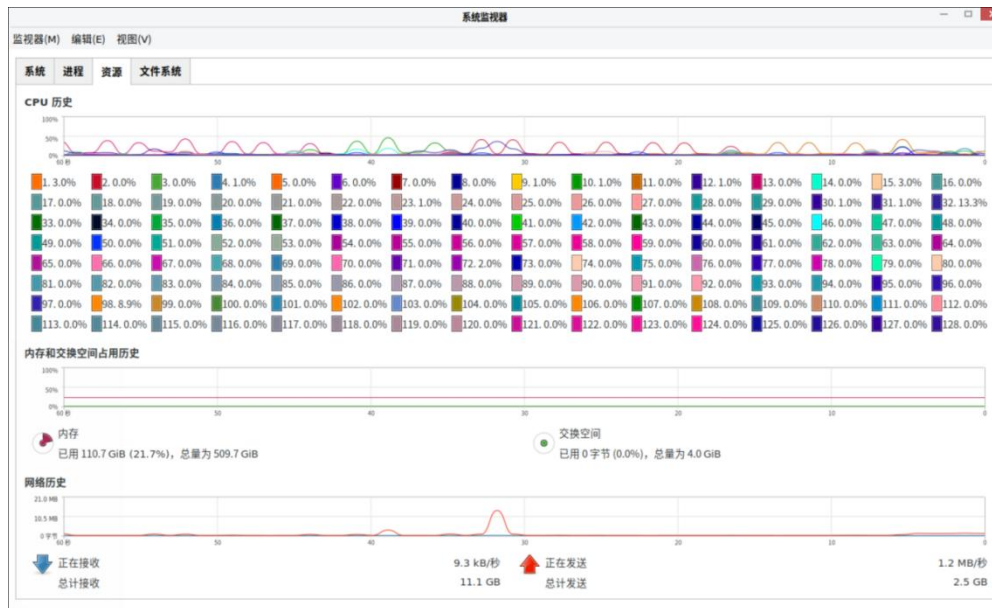 系统监视器
监视器(M) 编辑(E) 视图(V)
系统 进程 资源 文件系统
CPU 历史
100%
50%
0%
60 秒 50 40 30 20 10 0
1. 3.0% 2. 0.0% 3. 0.0% 4. 1.0% 5. 0.0% 6. 0.0% 7. 0.0% 8. 0.0% 9. 1.0% 10. 1.0% 11. 0.0% 12. 1.0% 13. 0.0% 14. 0.0% 15. 3.0% 16. 0.0%
17. 0.0% 18. 0.0% 19. 0.0% 20. 0.0% 21. 0.0% 22. 0.0% 23. 1.0% 24. 0.0% 25. 0.0% 26. 0.0% 27. 0.0% 28. 0.0% 29. 0.0% 30. 1.0% 31. 1.0% 32. 13.3%
33. 0.0% 34. 0.0% 35. 0.0% 36. 0.0% 37. 0.0% 38. 0.0% 39. 0.0% 40. 0.0% 41. 0.0% 42. 0.0% 43. 0.0% 44. 0.0% 45. 0.0% 46. 0.0% 47. 0.0% 48. 0.0%
49. 0.0% 50. 0.0% 51. 0.0% 52. 0.0% 53. 0.0% 54. 0.0% 55. 0.0% 56. 0.0% 57. 0.0% 58. 0.0% 59. 0.0% 60. 0.0% 61. 0.0% 62. 0.0% 63. 0.0% 64. 0.0%
65. 0.0% 66. 0.0% 67. 0.0% 68. 0.0% 69. 0.0% 70. 0.0% 71. 0.0% 72. 2.2% 73. 0.0% 74. 0.0% 75. 0.0% 76. 0.0% 77. 0.0% 78. 0.0% 79. 0.0% 80. 0.0%
81. 0.0% 82. 0.0% 83. 0.0% 84. 0.0% 85. 0.0% 86. 0.0% 87. 0.0% 88. 0.0% 89. 0.0% 90. 0.0% 91. 0.0% 92. 0.0% 93. 0.0% 94. 0.0% 95. 0.0% 96. 0.0%
97. 0.0% 98. 8.9% 99. 0.0% 100. 0.0% 101. 0.0% 102. 0.0% 103. 0.0% 104. 0.0% 105. 0.0% 106. 0.0% 107. 0.0% 108. 0.0% 109. 0.0% 110. 0.0% 111. 0.0% 112. 0.0%
113. 0.0% 114. 0.0% 115. 0.0% 116. 0.0% 117. 0.0% 118. 0.0% 119. 0.0% 120. 0.0% 121. 0.0% 122. 0.0% 123. 0.0% 124. 0.0% 125. 0.0% 126. 0.0% 127. 0.0% 128. 0.0%
内存和交换空间占用历史
100%
50%
0%
60 秒 50 40 30 20 10 0
内存 交换空间
已用 110.7 GiB (21.7%)，总量为 509.7 GiB 已用 0 字节 (0.0%)，总量为 4.0 GiB
网络历史
21.0 MB
10.5 MB
0 字节
60 秒 50 40 30 20 10 0
正在接收 9.3 kB/秒 正在发送 1.2 MB/秒
总计接收 11.1 GB 总计发送 2.5 GB